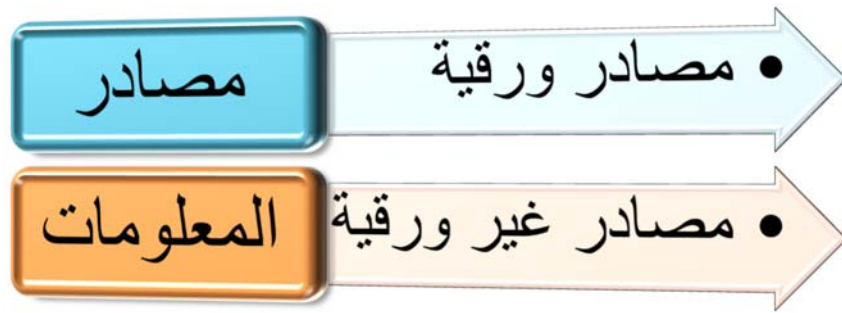 مصادر
• مصادر ورقية
المعلومات
• مصادر غير ورقية